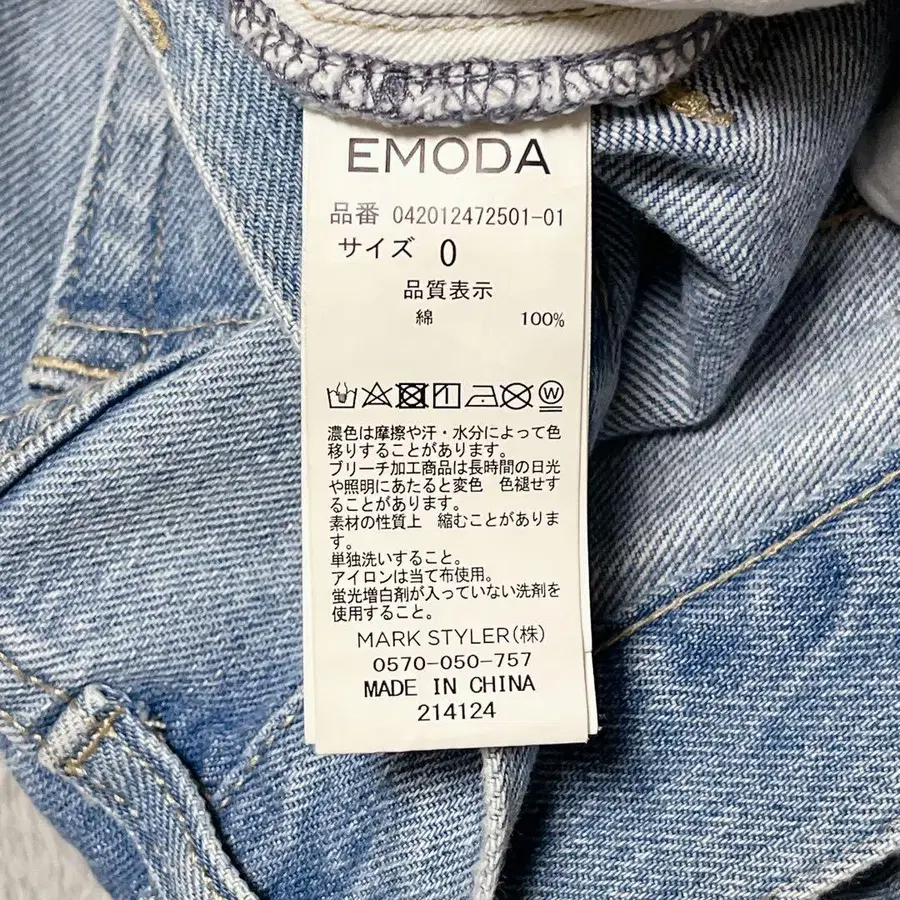 EMODA
品番 042012472501-01
サイズ 0
品質表示
綿 100%
濃色は摩擦や汗・水分によって色
移りすることがあります。
ブリーチ加工商品は長時間の日光
や照明にあたると変色 色褪せす
ることがあります。
素材の性質上 縮むことがありま
す。
単独洗いすること。
アイロンは当て布使用。
蛍光増白剤が入っていない洗剤を
使用すること。
MARK STYLER(株)
0570-050-757
MADE IN CHINA
214124